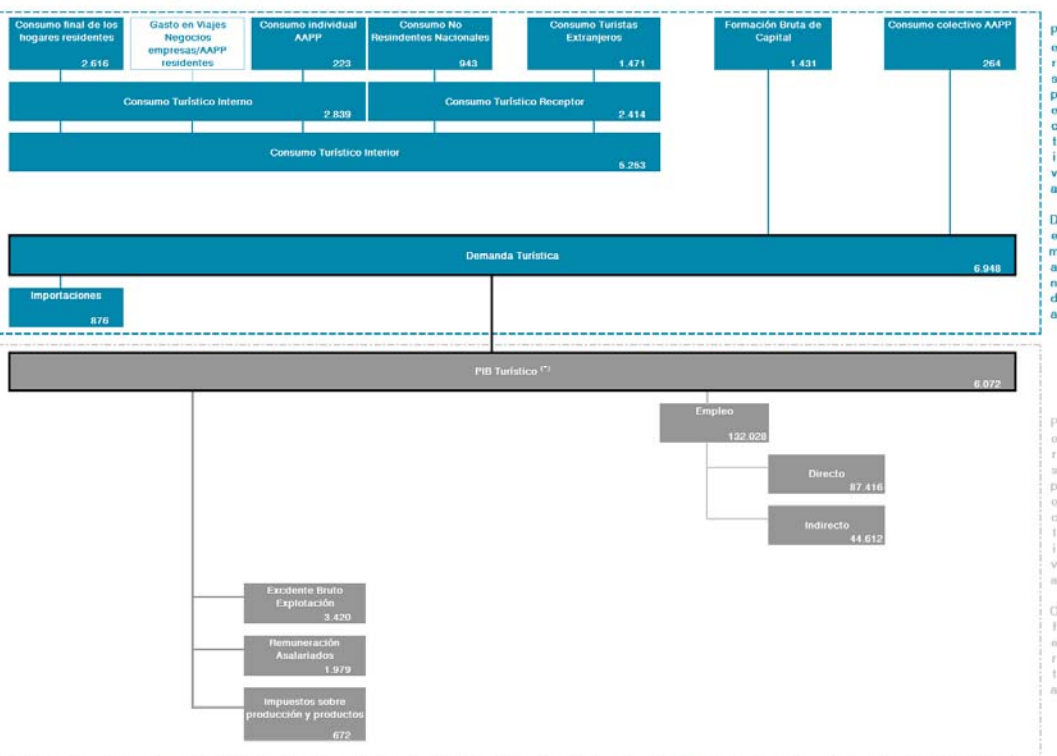 Consumo final de los
hogares residentes
2.616
Gasto en Viajes
Negocios
empresas/AAPP
residentes
Consumo individual
AAPP
223
Consumo No
Resindentes Nacionales
943
Consumo Turistas
Extranjeros
1.471
Formación Bruta de
Capital
1.431
Consumo colectivo AAPP
264
Consumo Turístico Interno
2.839
Consumo Turístico Receptor
2.414
Consumo Turístico Interior
5.253
Demanda Turística
6.948
Importaciones
876
Perspectiva
Demanda
PIB Turístico (*)
6.072
Empleo
132.028
Directo
87.416
Indirecto
44.612
Excdente Bruto
Explotación
3.420
Remuneración
Asalariados
1.979
Impuestos sobre
producción y productos
672
Perspectiva
Oferta